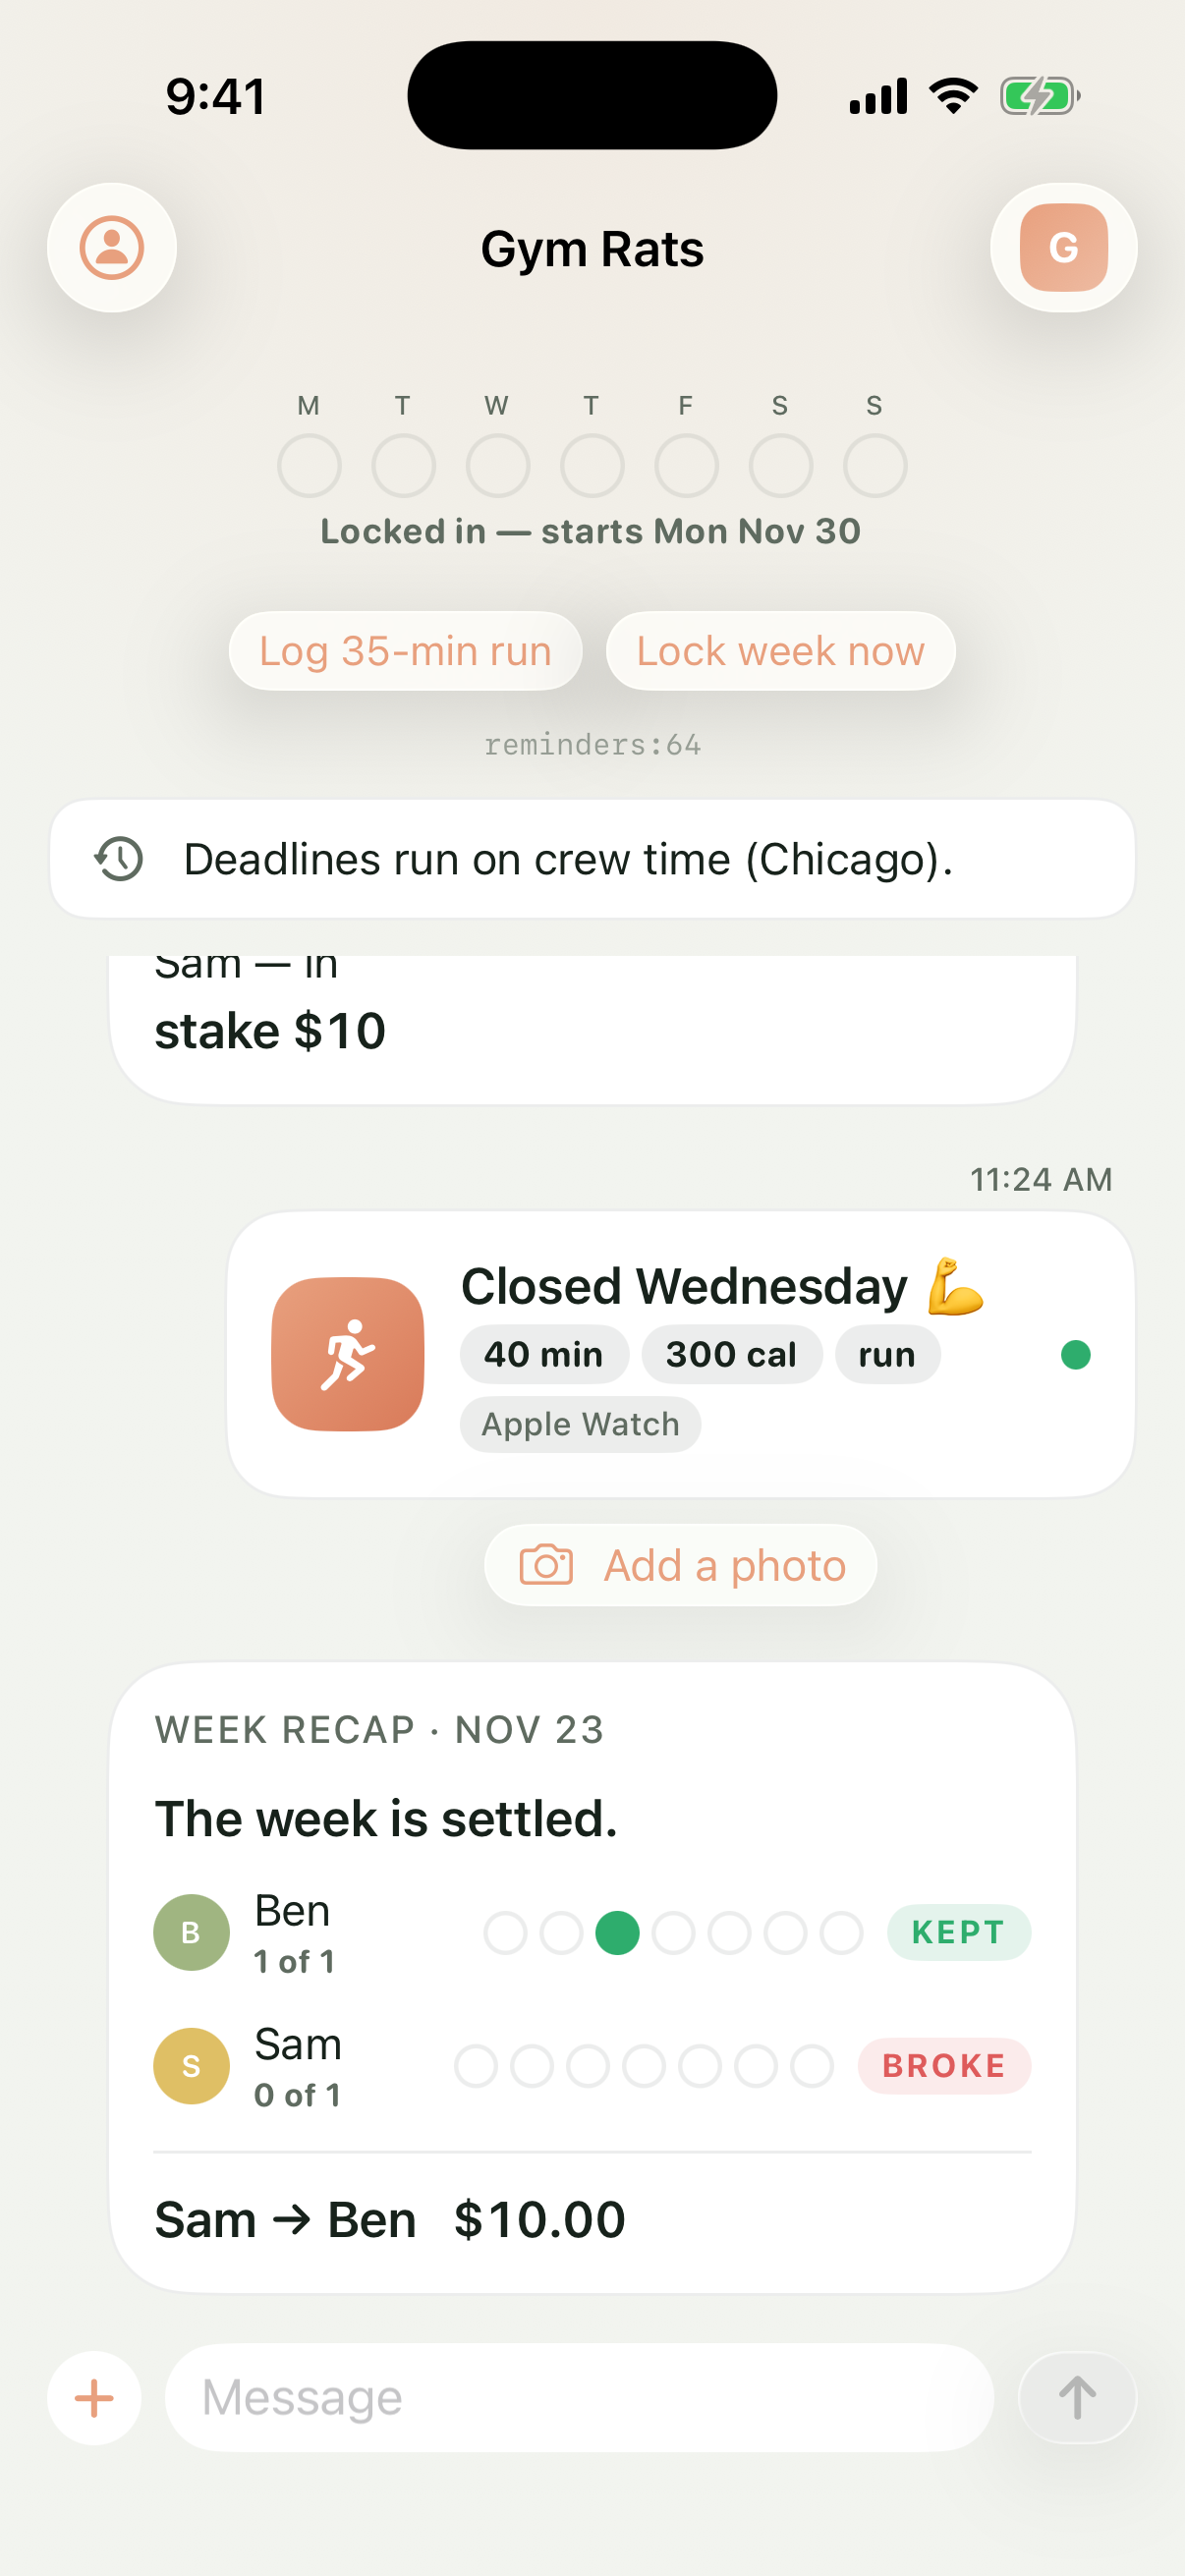 9:41
Gym Rats
G
M T W T F S S
Locked in — starts Mon Nov 30
Log 35-min run
Lock week now
reminders:64
Deadlines run on crew time (Chicago).
Sam — in
stake $10
11:24 AM
Closed Wednesday 💪
40 min 300 cal run
Apple Watch
Add a photo
WEEK RECAP · NOV 23
The week is settled.
B
Ben
1 of 1
KEPT
S
Sam
0 of 1
BROKE
Sam → Ben $10.00
Message